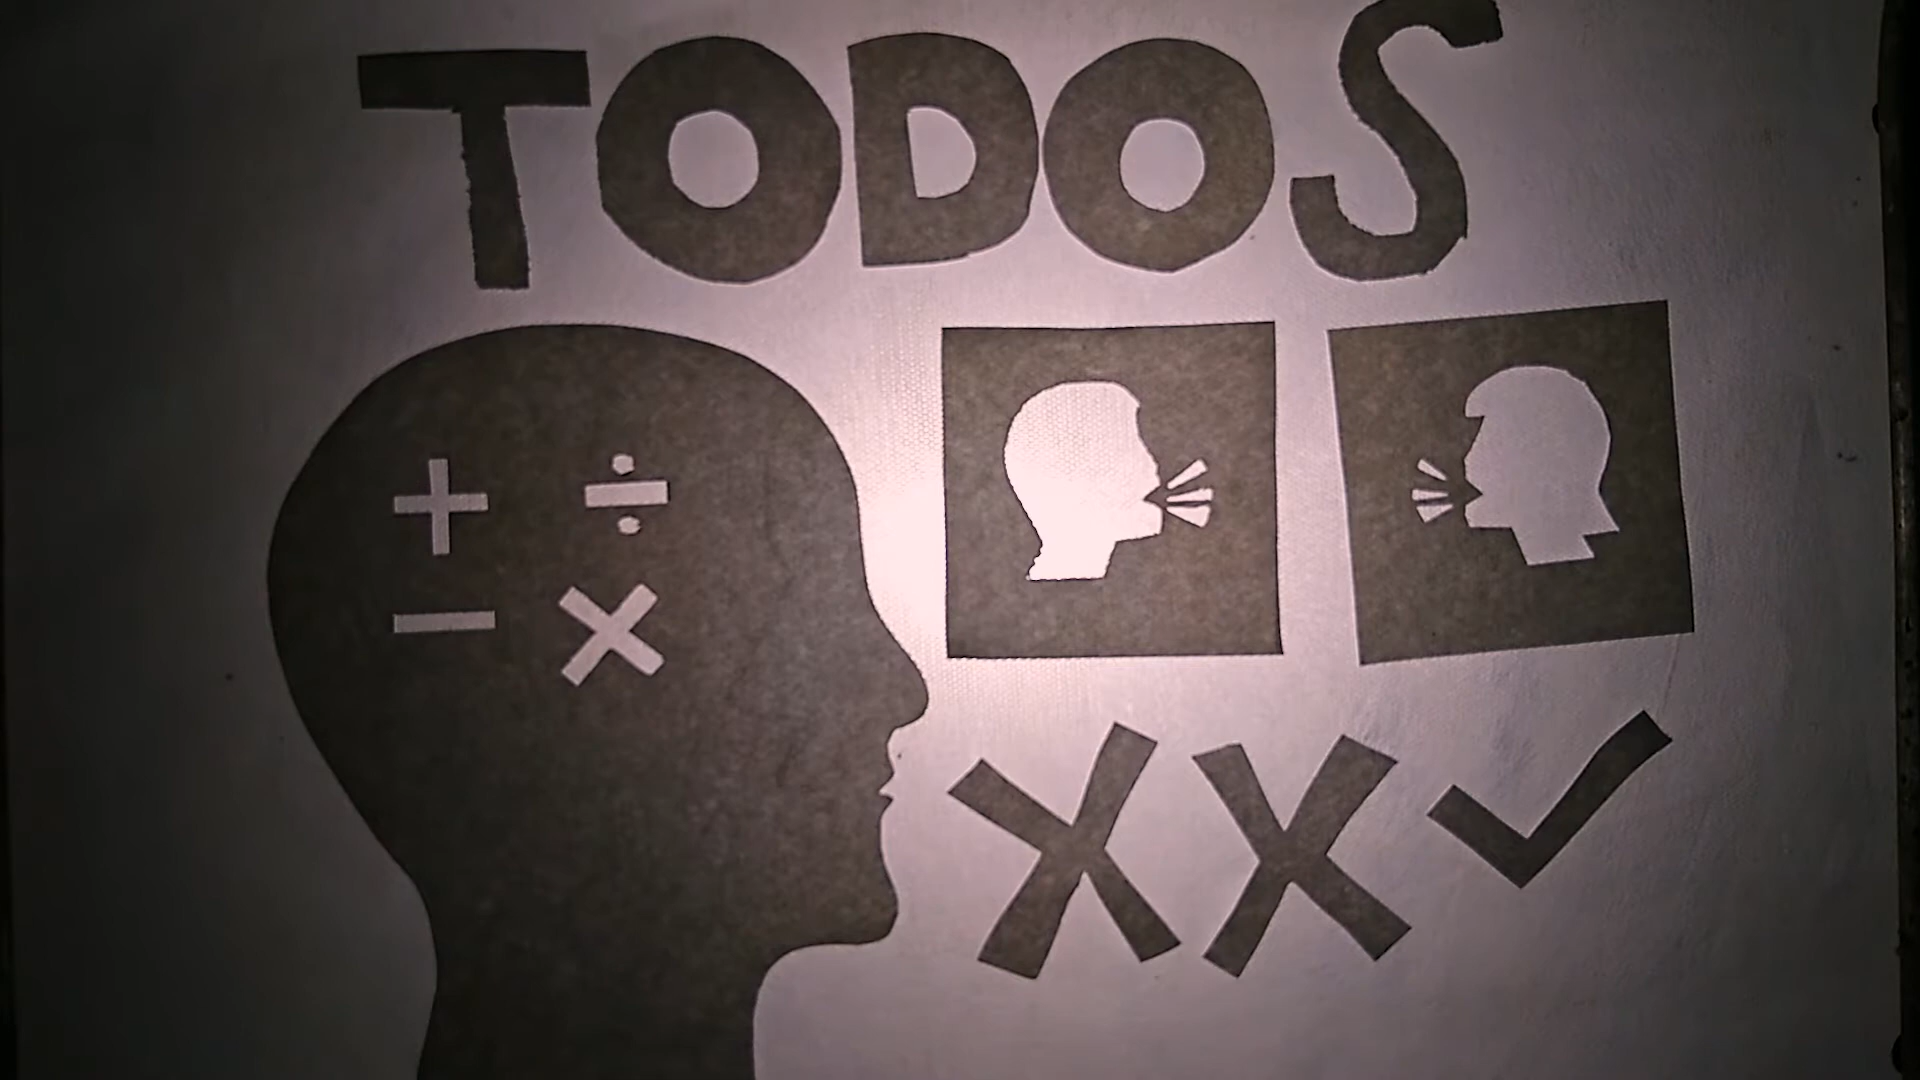 TODOS
+ ÷
− ×